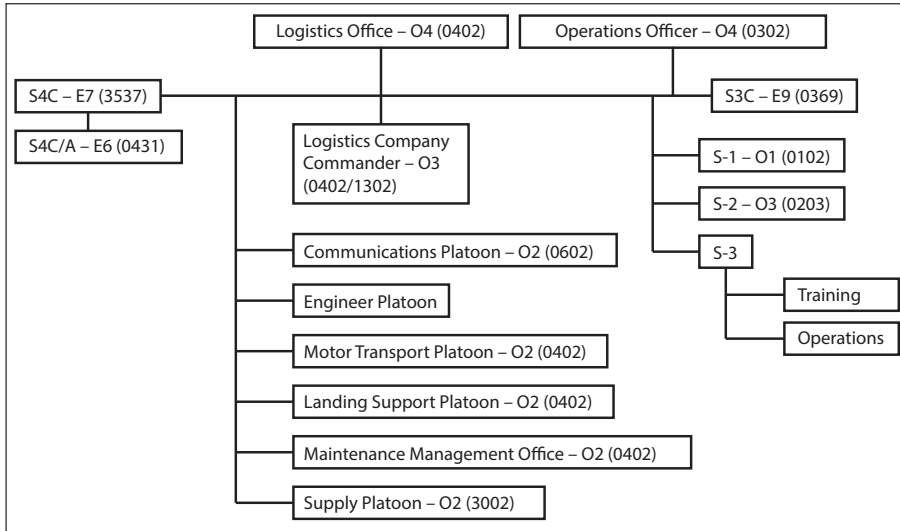 Logistics Office – O4 (0402)
Operations Officer – O4 (0302)
S4C – E7 (3537)
S3C – E9 (0369)
S4C/A – E6 (0431)
Logistics Company
Commander – O3
(0402/1302)
S-1 – O1 (0102)
S-2 – O3 (0203)
Communications Platoon – O2 (0602)
S-3
Engineer Platoon
Training
Motor Transport Platoon – O2 (0402)
Operations
Landing Support Platoon – O2 (0402)
Maintenance Management Office – O2 (0402)
Supply Platoon – O2 (3002)